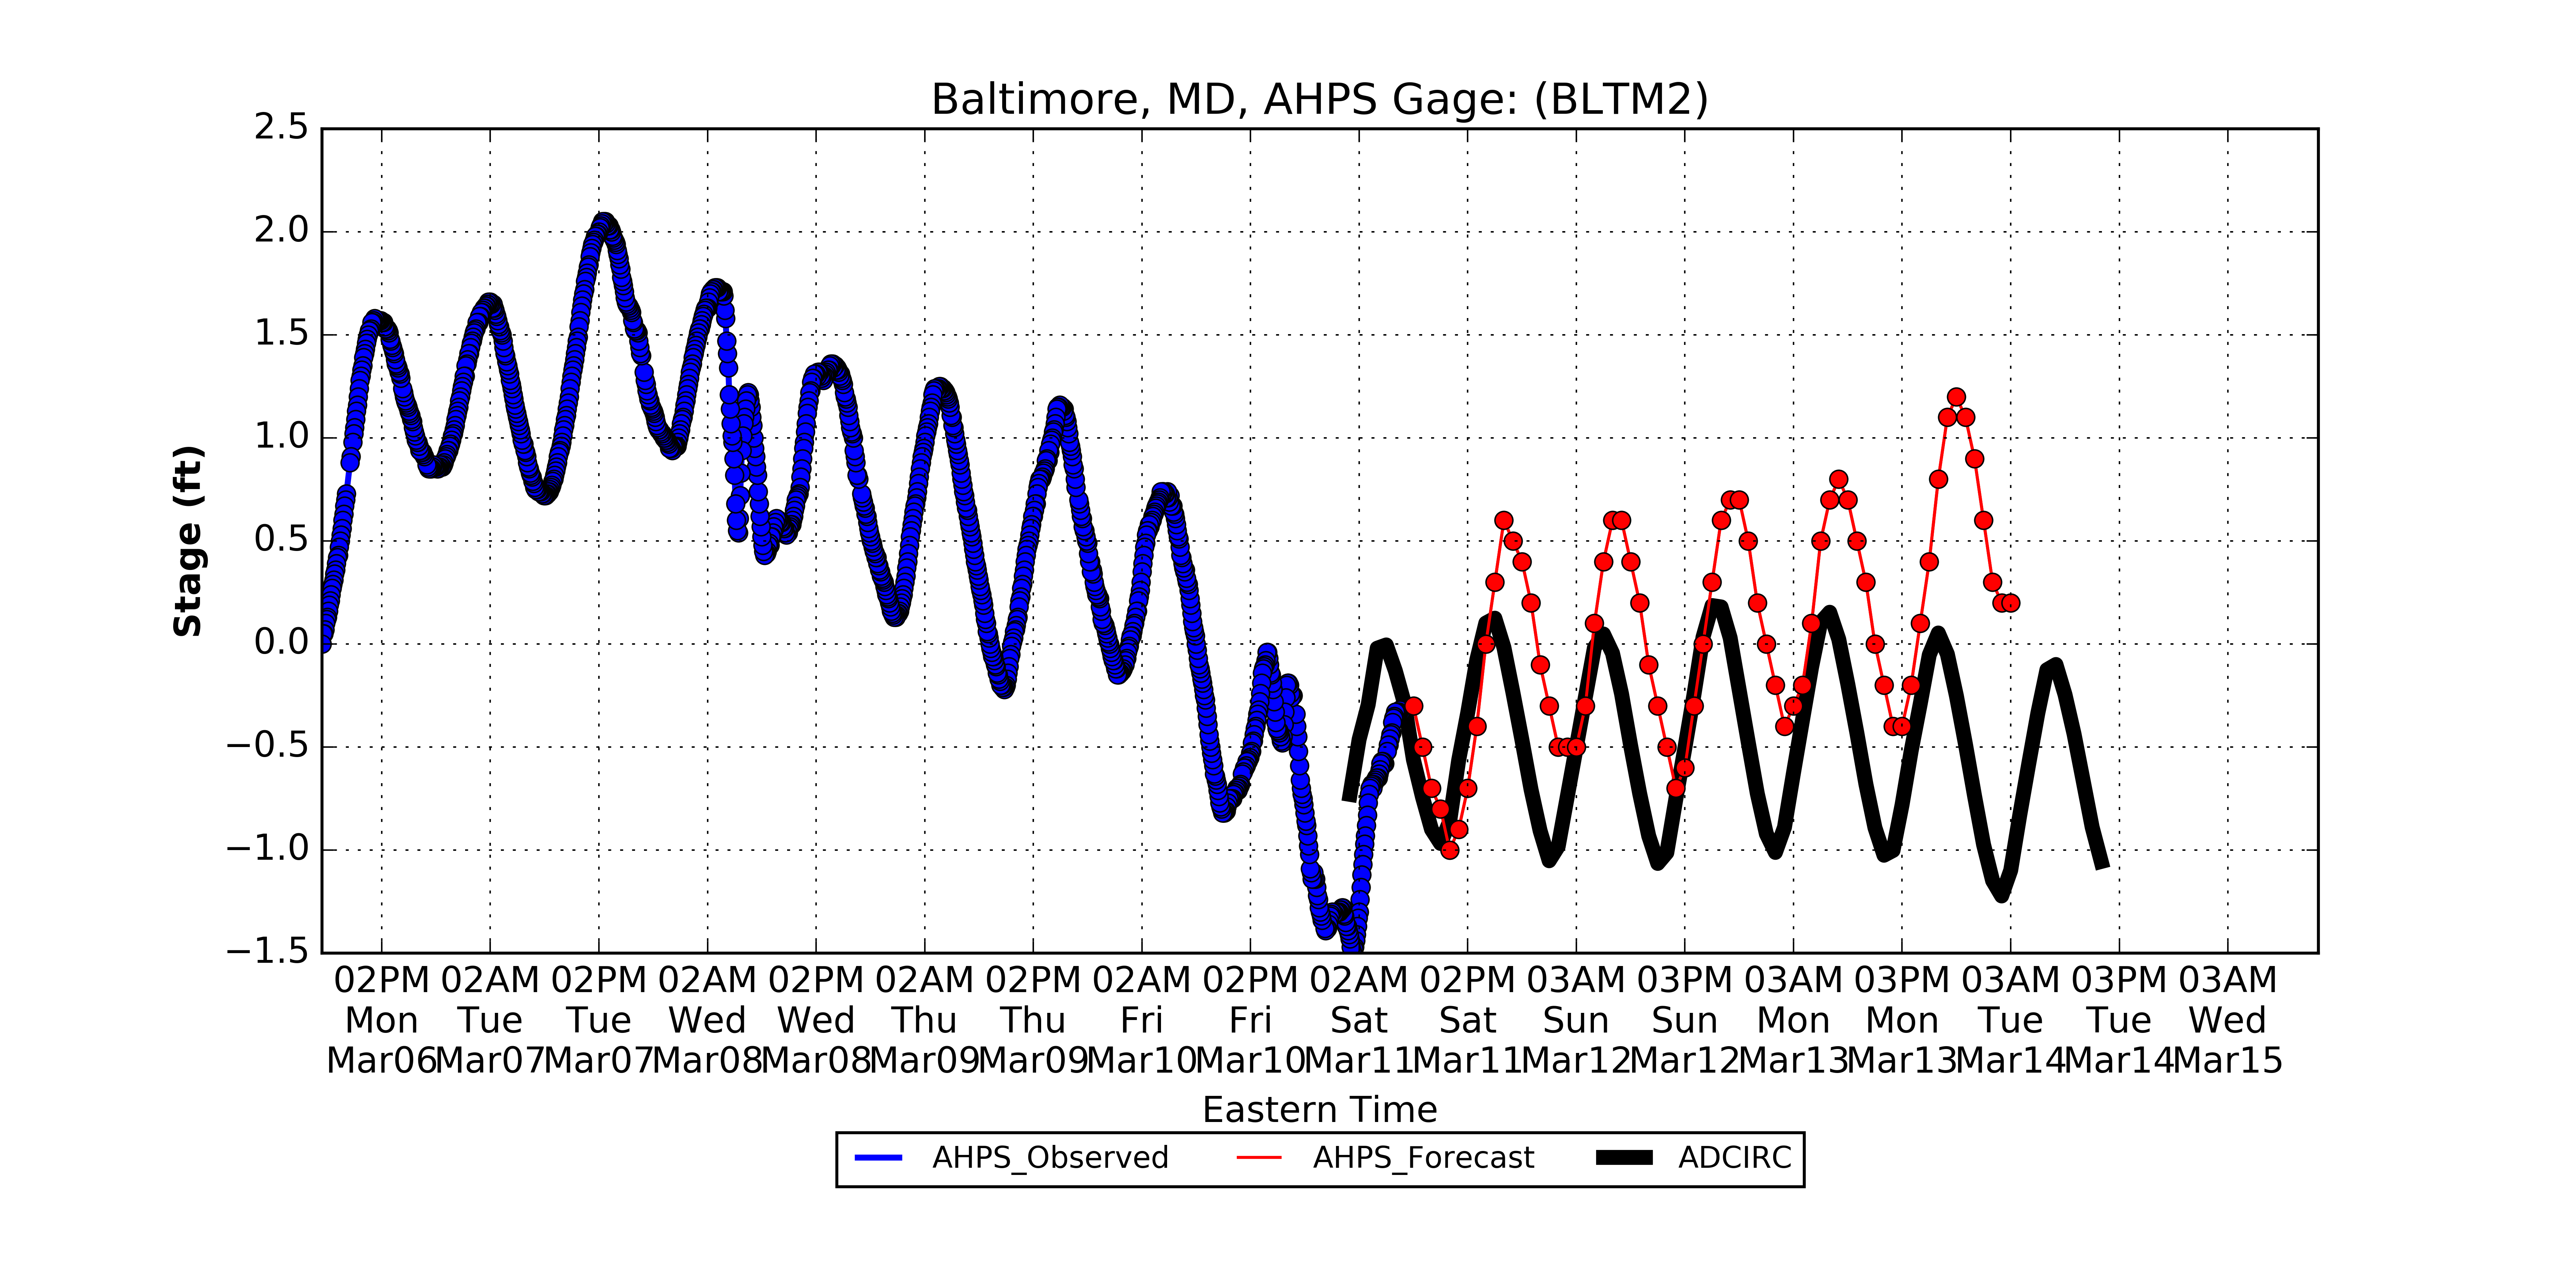 Baltimore, MD, AHPS Gage: (BLTM2)
2.5
2.0
1.5
1.0
0.5
0.0
−0.5
−1.0
−1.5
Stage (ft)
02PM 02AM 02PM 02AM 02PM 02AM 02PM 02AM 02PM 02AM 02PM 03AM 03PM 03AM 03PM 03AM 03PM 03AM
Mon Tue Tue Wed Wed Thu Thu Fri Fri Sat Sat Sun Sun Mon Mon Tue Tue Wed
Mar06 Mar07 Mar07 Mar08 Mar08 Mar09 Mar09 Mar10 Mar10 Mar11 Mar11 Mar12 Mar12 Mar13 Mar13 Mar14 Mar14 Mar15
Eastern Time
AHPS_Observed AHPS_Forecast ADCIRC